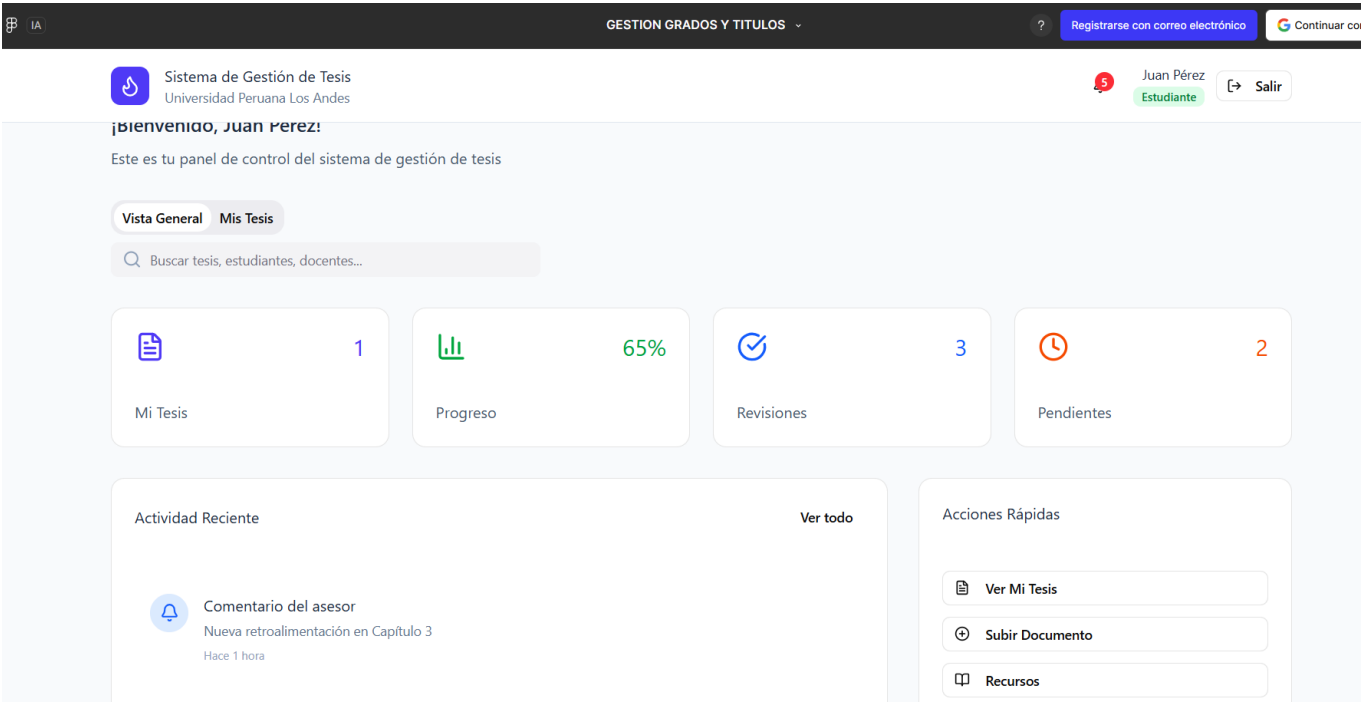 IA
GESTION GRADOS Y TITULOS
?
Registrarse con correo electrónico
Continuar
Sistema de Gestión de Tesis
Universidad Peruana Los Andes
5
Juan Pérez
Estudiante
Salir
¡Bienvenido, Juan Pérez!
Este es tu panel de control del sistema de gestión de tesis
Vista General
Mis Tesis
Buscar tesis, estudiantes, docentes...
1
Mi Tesis
65%
Progreso
3
Revisiones
2
Pendientes
Actividad Reciente
Ver todo
Comentario del asesor
Nueva retroalimentación en Capítulo 3
Hace 1 hora
Acciones Rápidas
Ver Mi Tesis
Subir Documento
Recursos